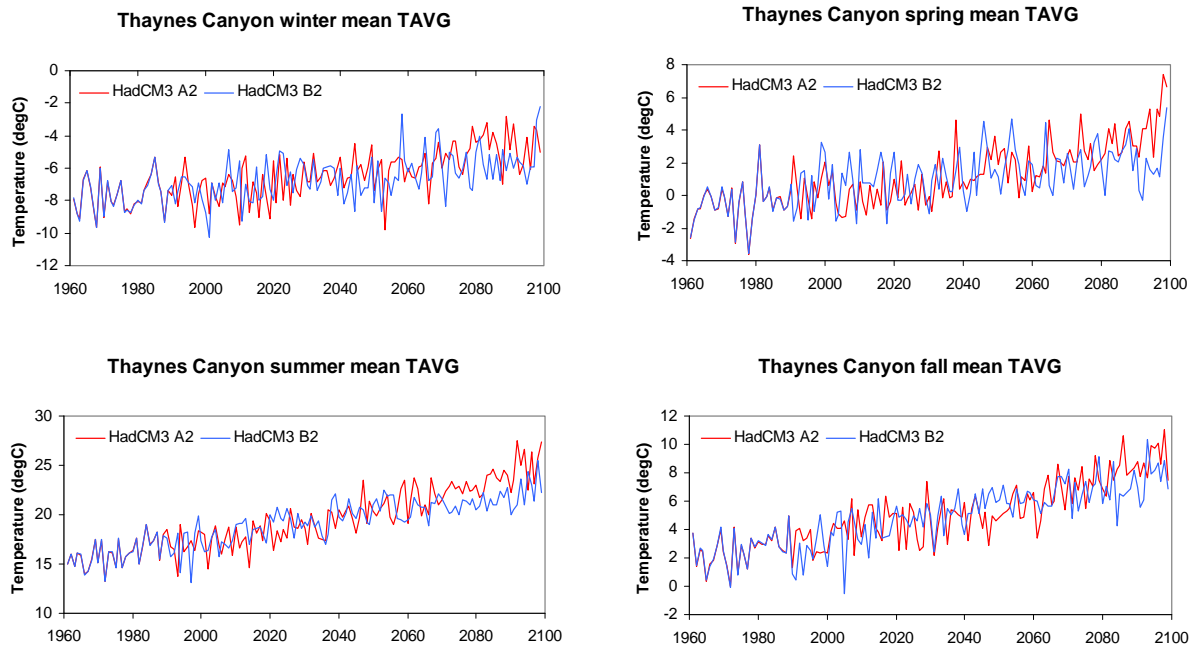 Thaynes Canyon winter mean TAVG
Temperature (degC)
0
-2
-4
-6
-8
-10
-12
HadCM3 A2 HadCM3 B2
1960 1980 2000 2020 2040 2060 2080 2100
Thaynes Canyon spring mean TAVG
Temperature (degC)
8
6
4
2
0
-2
-4
HadCM3 A2 HadCM3 B2
1960 1980 2000 2020 2040 2060 2080 2100
Thaynes Canyon summer mean TAVG
Temperature (degC)
30
25
20
15
10
HadCM3 A2 HadCM3 B2
1960 1980 2000 2020 2040 2060 2080 2100
Thaynes Canyon fall mean TAVG
Temperature (degC)
12
10
8
6
4
2
0
-2
HadCM3 A2 HadCM3 B2
1960 1980 2000 2020 2040 2060 2080 2100